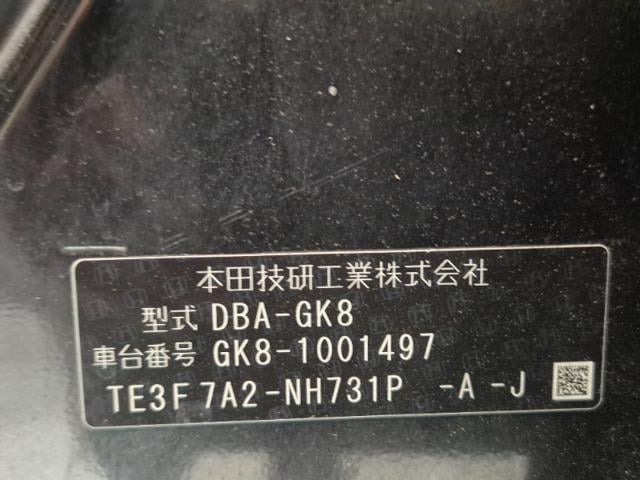 本田技研工業株式会社
型式 DBA-GK8
車台番号 GK8-1001497
TE3F 7A2-NH731P -A -J